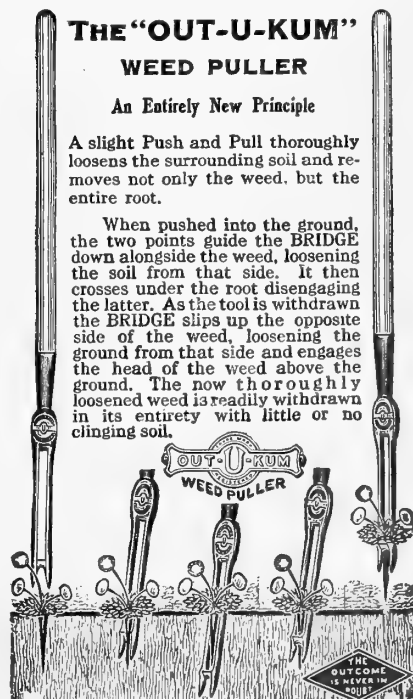 THE "OUT-U-KUM"
WEED PULLER
An Entirely New Principle
A slight Push and Pull thoroughly
loosens the surrounding soil and re-
moves not only the weed, but the
entire root.
When pushed into the ground,
the two points guide the BRIDGE
down alongside the weed, loosening
the soil from that side. It then
crosses under the root disengaging
the latter. As the tool is withdrawn
the BRIDGE slips up the opposite
side of the weed, loosening the
ground from that side and engages
the head of the weed above the
ground. The now thoroughly
loosened weed is readily withdrawn
in its entirety with little or no
clinging soil.
OUT-U-KUM
WEED PULLER
THE
OUTCOME
IS NEVER IN
DOUBT